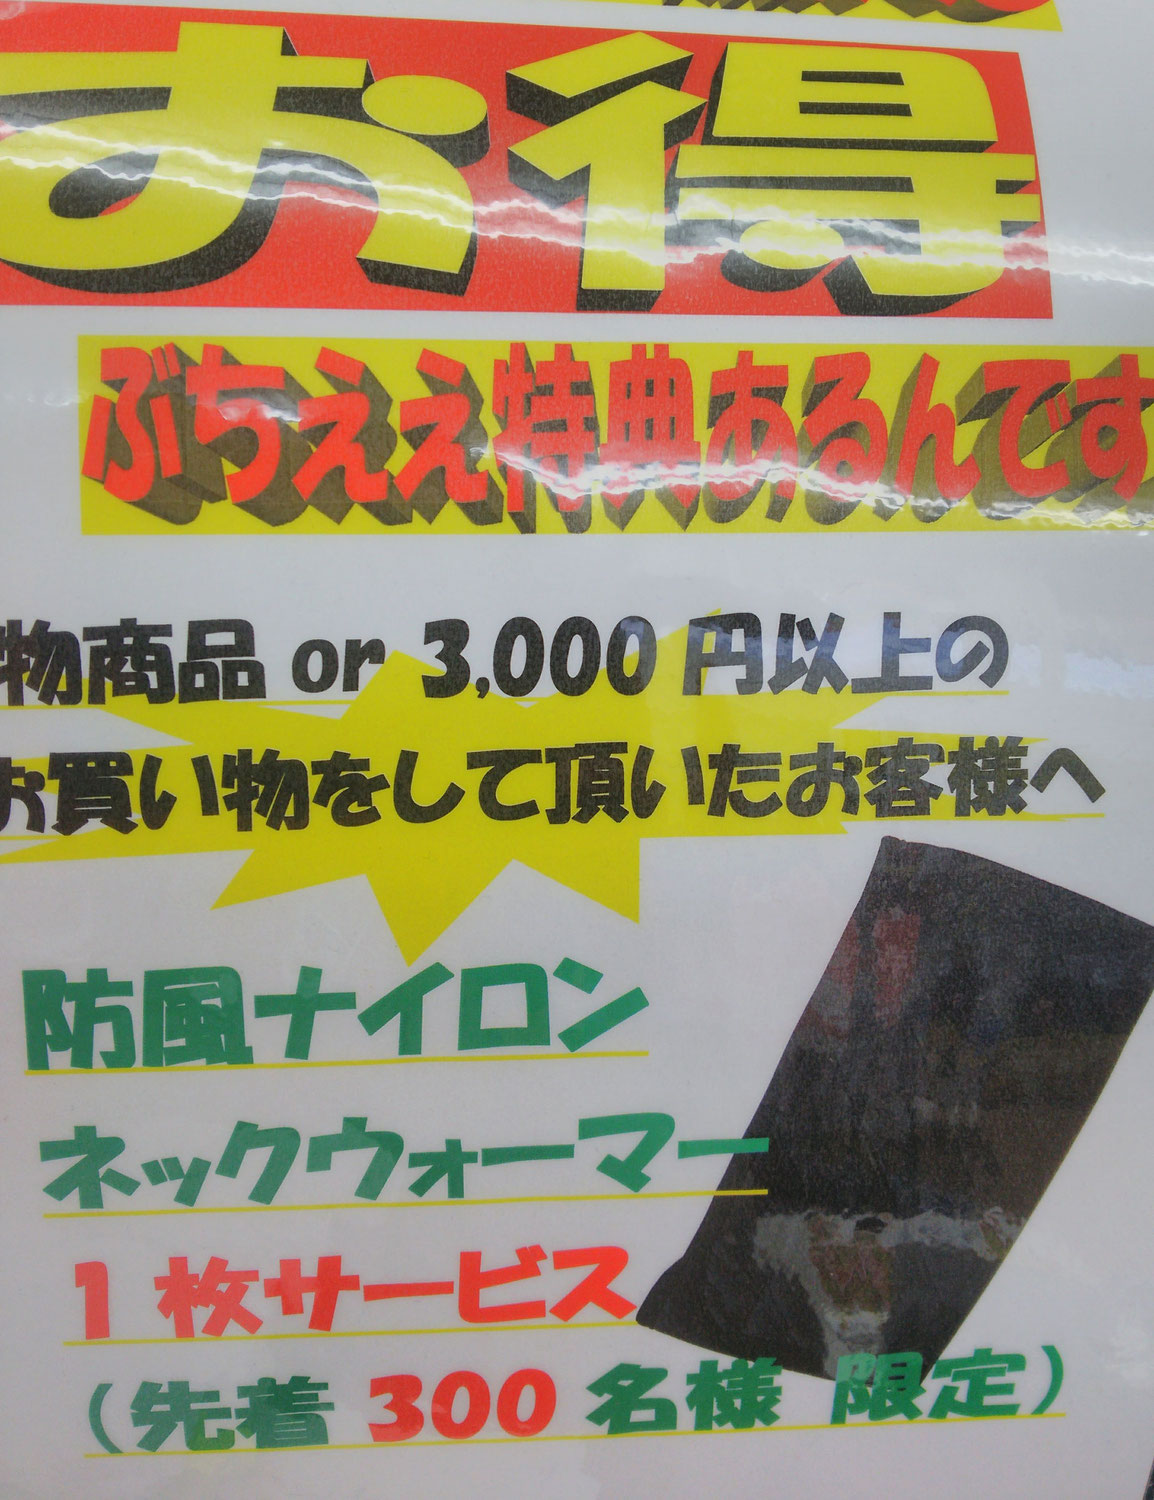 お得
ぶちええ特典あるんです
物商品 or 3,000 円以上の
お買い物をして頂いたお客様へ
防風ナイロン
ネックウォーマー
1 枚サービス
（先着 300 名様 限定）